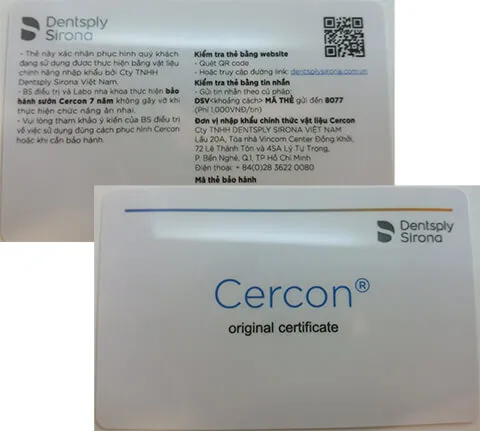 Dentsply
Sirona
- Thẻ này xác nhận phục hình quý khách
đang sử dụng được thực hiện bằng vật liệu
chính hãng nhập khẩu bởi Cty TNHH
Dentsply Sirona Việt Nam.
- BS điều trị và Labo nha khoa thực hiện bảo
hành sườn Cercon 7 năm không gãy vỡ khi
thực hiện chức năng ăn nhai.
- Vui lòng tham khảo ý kiến của BS điều trị
về việc sử dụng đúng cách phục hình Cercon
hoặc khi cần bảo hành.
Kiểm tra thẻ bằng website
- Quét QR code
- Hoặc truy cập đường link: dentsplysirona.com.vn
Kiểm tra thẻ bằng tin nhắn
- Gửi tin nhắn theo cú pháp:
DSV<khoảng cách> MÃ THẺ gửi đến 8077
(Phí 1.000VNĐ/tin)
Đơn vị nhập khẩu chính thức vật liệu Cercon
Cty TNHH DENTSPLY SIRONA VIỆT NAM
Lầu 20A, Tòa nhà Vincom Center Đồng Khởi,
72 Lê Thánh Tôn và 45A Lý Tự Trọng,
P. Bến Nghé, Q.1, TP Hồ Chí Minh
Điện thoại: + 84(0)28 3622 0080
Mã thẻ bảo hành
Dentsply
Sirona
Cercon®
original certificate